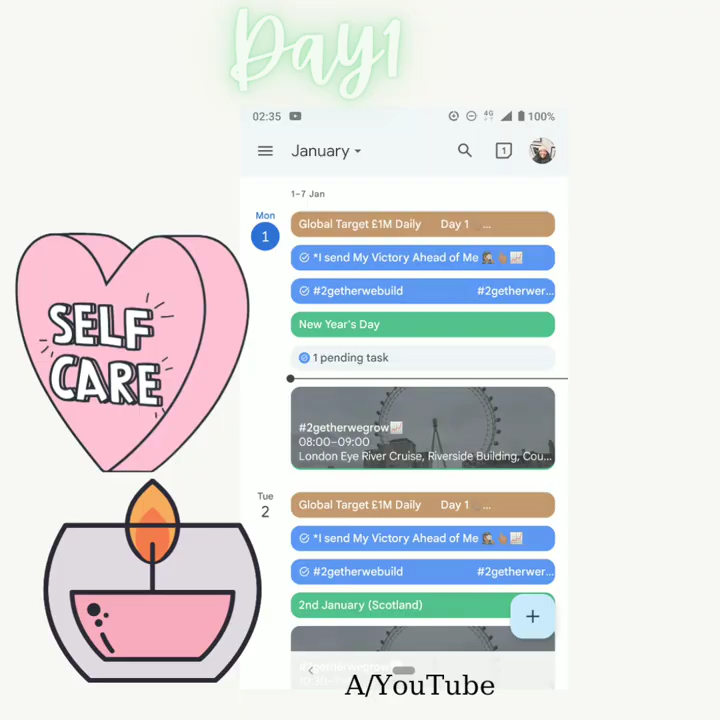 Day1
02:35
4G
100%
January
1
1–7 Jan
Mon
1
Global Target £1M Daily Day 1 ...
*I send My Victory Ahead of Me
#2getherwebuild #2getherwer...
New Year's Day
1 pending task
#2getherwegrow
08:00–09:00
London Eye River Cruise, Riverside Building, Cou...
Tue
2
Global Target £1M Daily Day 1 ...
*I send My Victory Ahead of Me
#2getherwebuild #2getherwer...
2nd January (Scotland)
SELF
CARE
A/YouTube